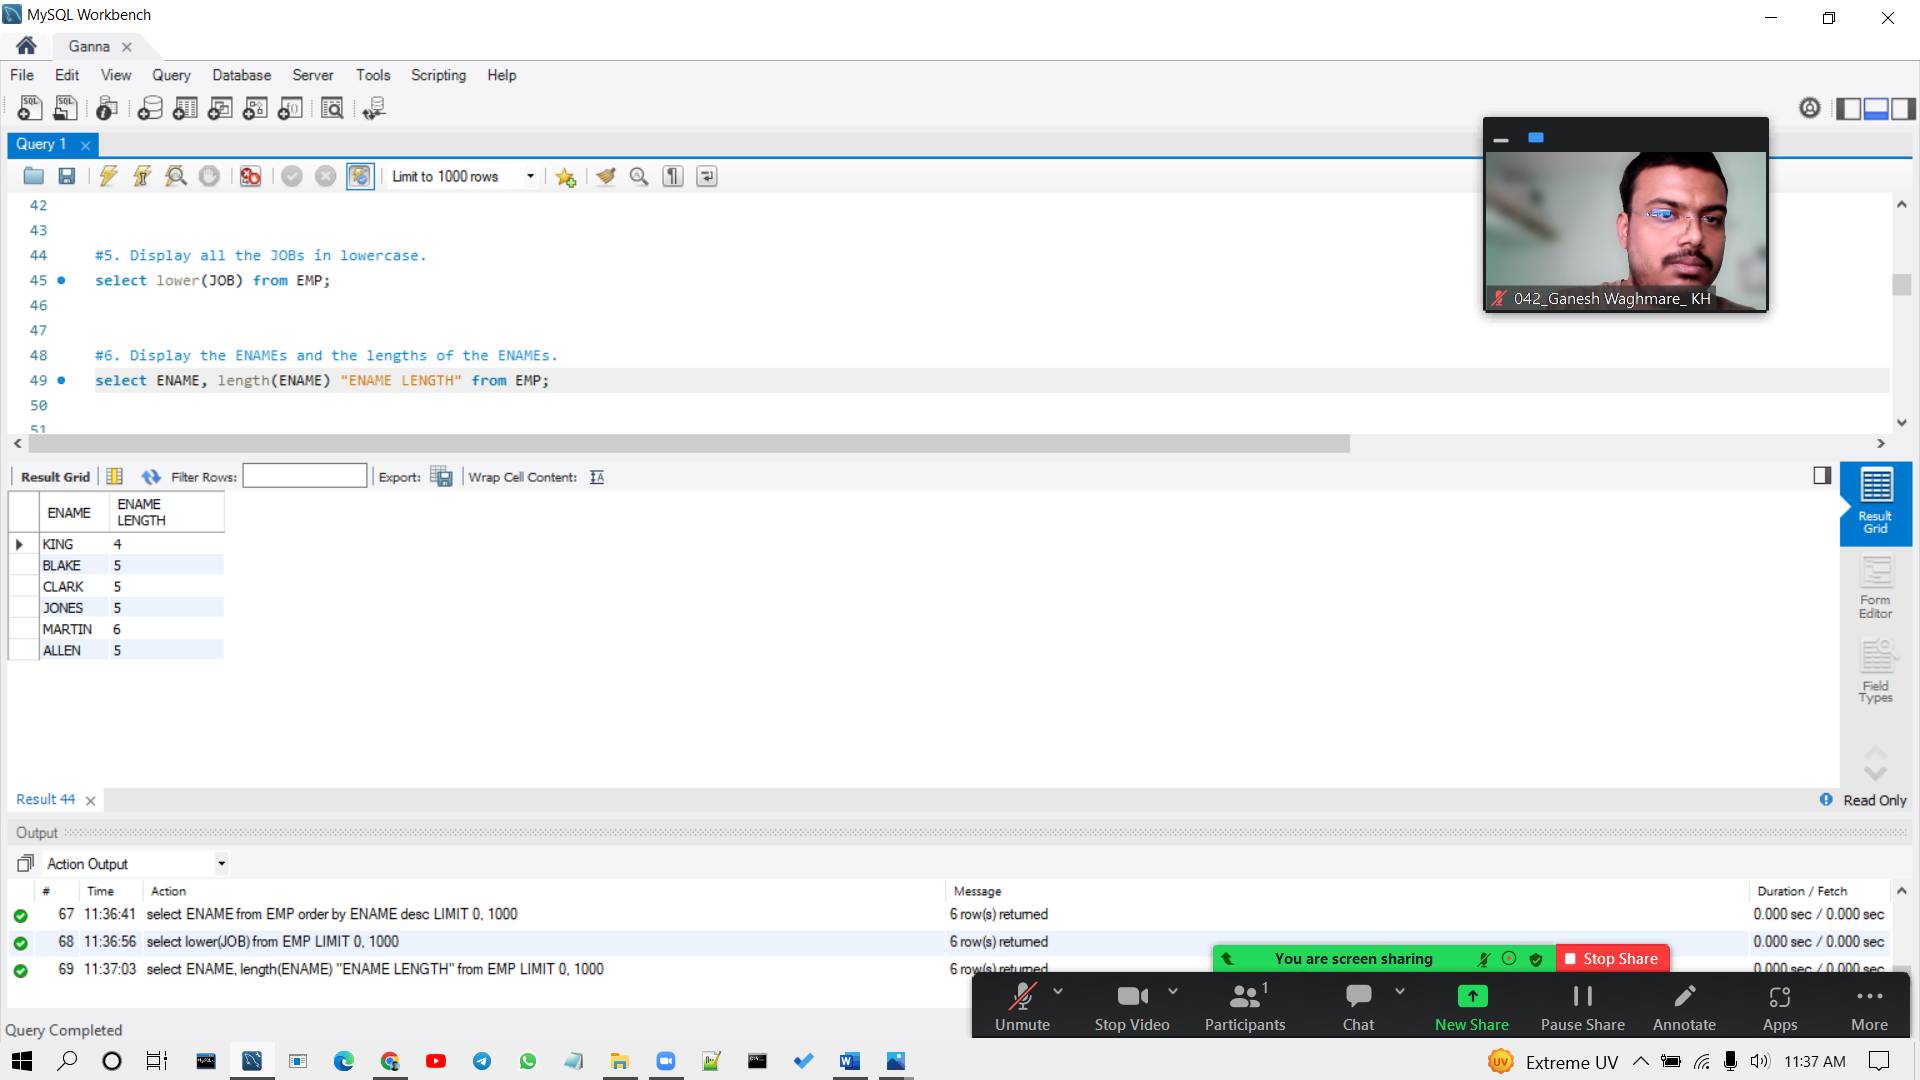 MySQL Workbench
Ganna
File Edit View Query Database Server Tools Scripting Help
Query 1
Limit to 1000 rows
42
43
44 #5. Display all the JOBs in lowercase.
45 select lower(JOB) from EMP;
46
47
48 #6. Display the ENAMEs and the lengths of the ENAMEs.
49 select ENAME, length(ENAME) "ENAME LENGTH" from EMP;
50
51
042_Ganesh Waghmare_ KH
Result Grid Filter Rows: Export: Wrap Cell Content:
ENAME ENAME LENGTH
KING 4
BLAKE 5
CLARK 5
JONES 5
MARTIN 6
ALLEN 5
Result Grid
Form Editor
Field Types
Result 44
Read Only
Output
Action Output
# Time Action Message Duration / Fetch
67 11:36:41 select ENAME from EMP order by ENAME desc LIMIT 0, 1000 6 row(s) returned 0.000 sec / 0.000 sec
68 11:36:56 select lower(JOB) from EMP LIMIT 0, 1000 6 row(s) returned 0.000 sec / 0.000 sec
69 11:37:03 select ENAME, length(ENAME) "ENAME LENGTH" from EMP LIMIT 0, 1000 6 row(s) returned 0.000 sec / 0.000 sec
You are screen sharing Stop Share
1
Unmute Stop Video Participants Chat New Share Pause Share Annotate Apps More
Query Completed
UV Extreme UV 11:37 AM